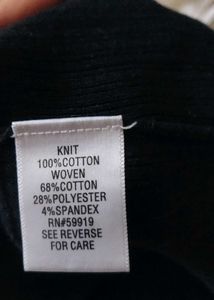 KNIT
100%COTTON
WOVEN
68%COTTON
28%POLYESTER
4%SPANDEX
RN#59919
SEE REVERSE
FOR CARE